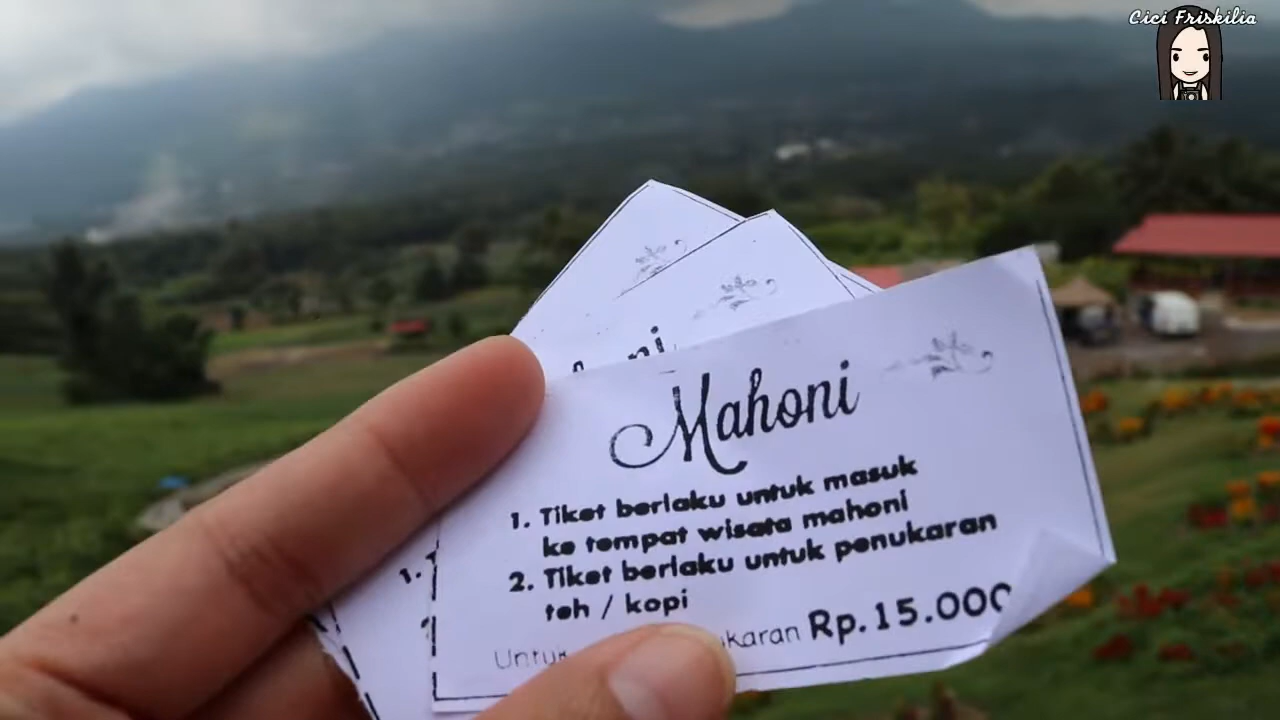 Cici Friskilia
Mahoni
1. Tiket berlaku untuk masuk
ke tempat wisata mahoni
2. Tiket berlaku untuk penukaran
teh / kopi
Rp.15.000
1.